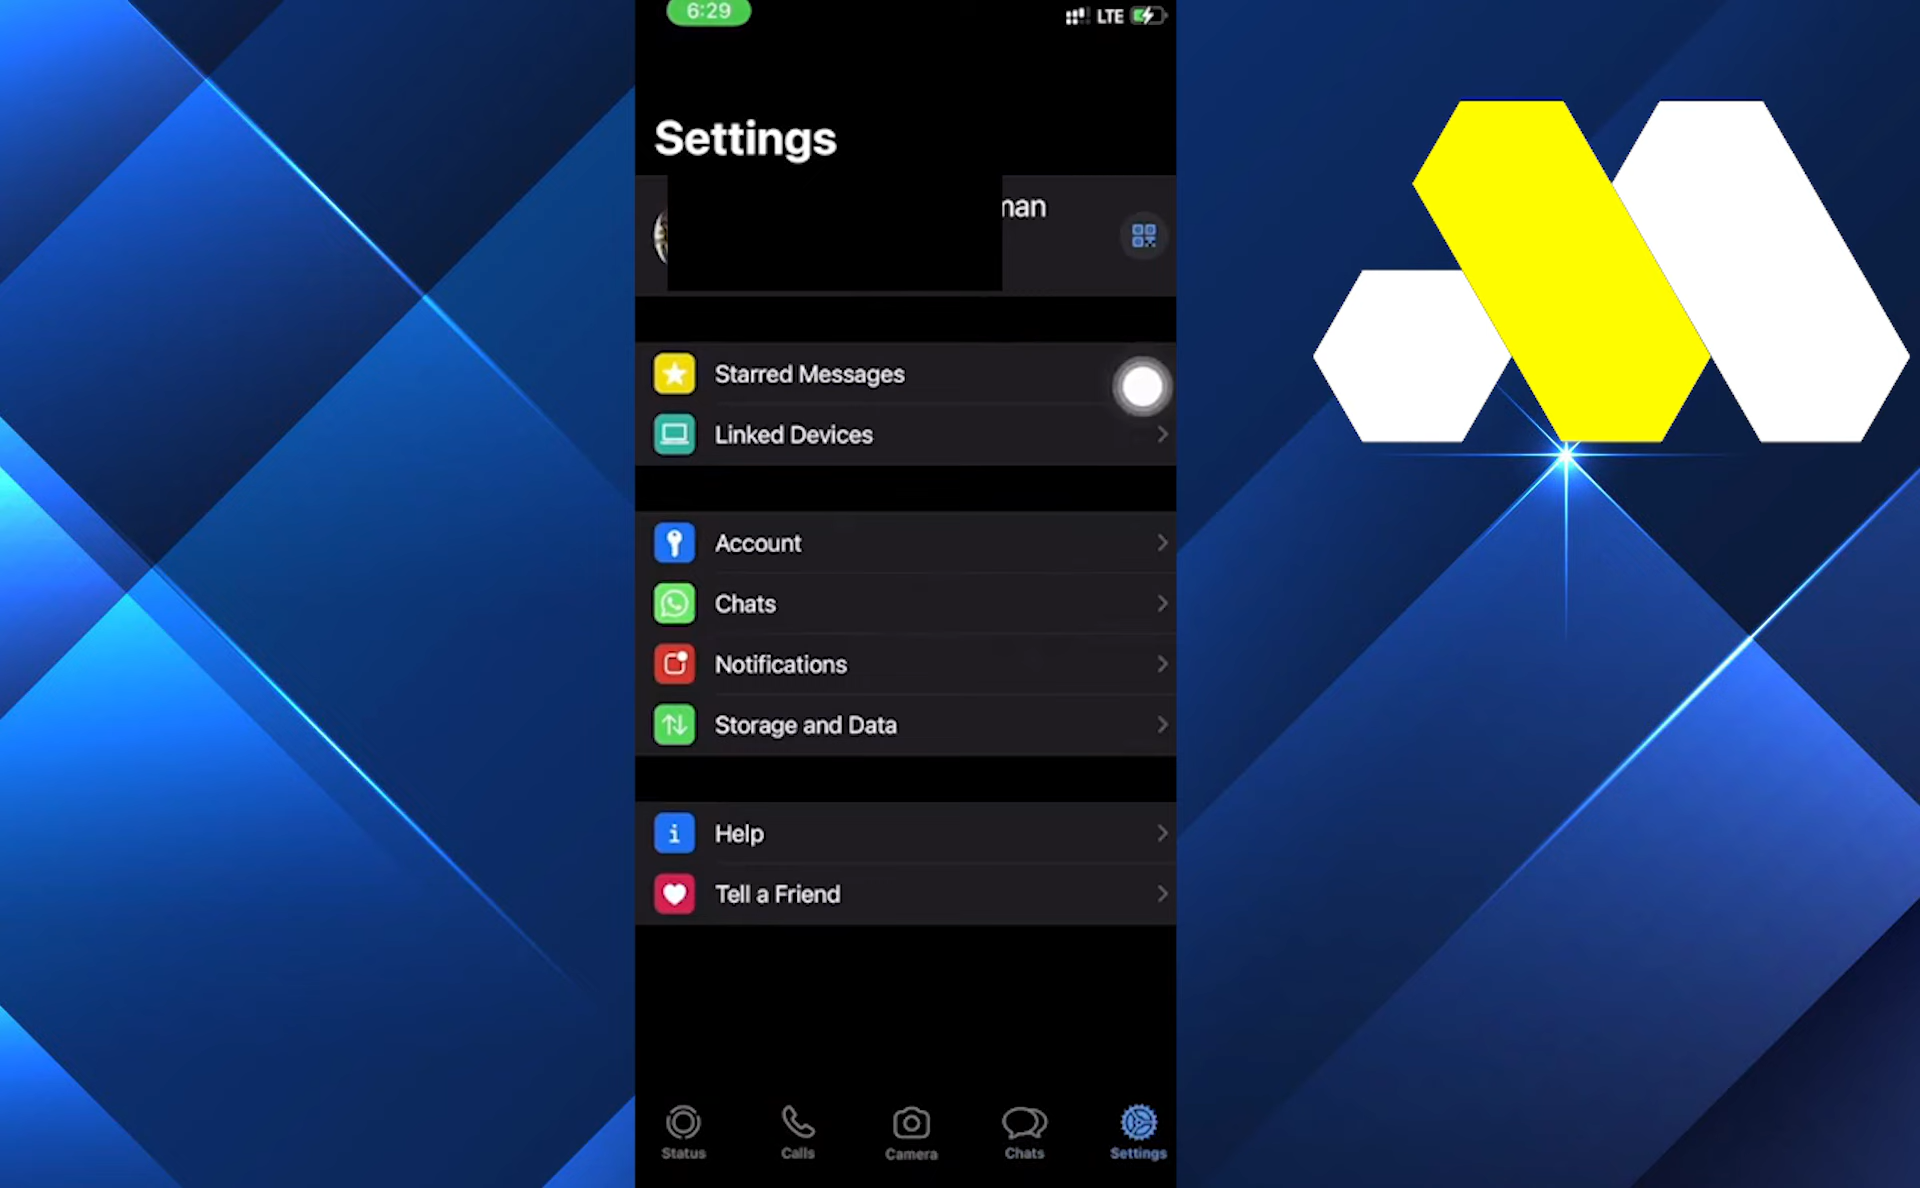 6:29
LTE
Settings
Starred Messages
Linked Devices
Account
Chats
Notifications
Storage and Data
Help
Tell a Friend
Status
Calls
Camera
Chats
Settings